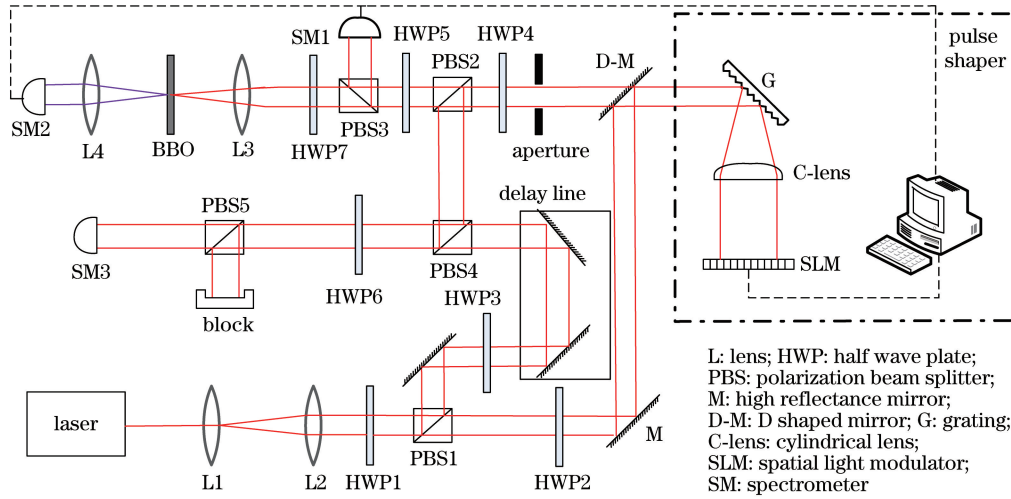 SM1
HWP5
PBS2
HWP4
D-M
G
pulse
shaper
SM2
L4
BBO
L3
HWP7
PBS3
aperture
C-lens
PBS5
delay line
SM3
HWP6
PBS4
HWP3
SLM
block
laser
L1
L2
HWP1
PBS1
HWP2
M
L: lens; HWP: half wave plate;
PBS: polarization beam splitter;
M: high reflectance mirror;
D-M: D shaped mirror; G: grating;
C-lens: cylindrical lens;
SLM: spatial light modulator;
SM: spectrometer